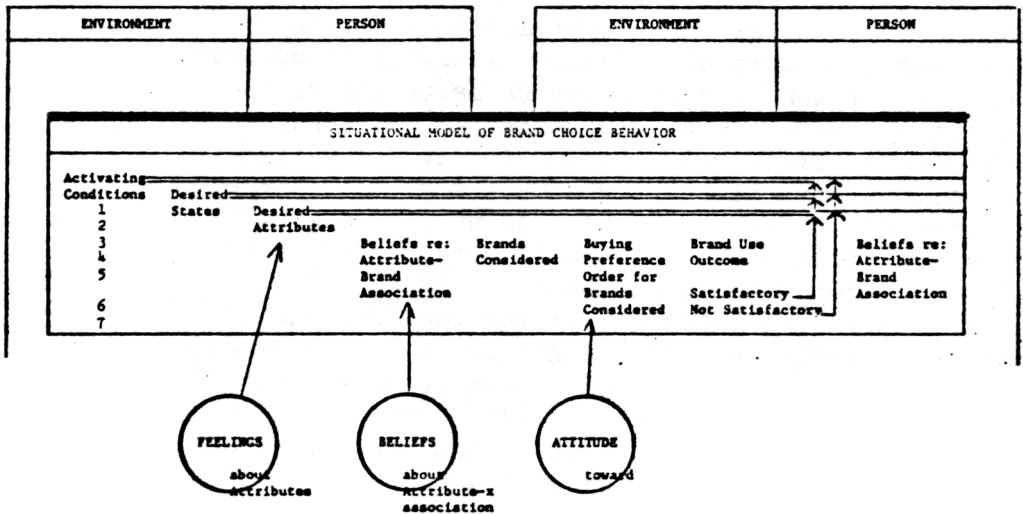 ENVIRONMENT PERSON ENVIRONMENT PERSON
SITUATIONAL MODEL OF BRAND CHOICE BEHAVIOR
Activating
Conditions Desired
1 States Desired
2 Attributes
3 Beliefs re: Brands Buying Brand Use Beliefs re:
4 Attribute- Considered Preference Outcome Attribute-
5 Brand Order for Brand
Association Brands Satisfactory Association
6 Considered Not Satisfactory
7
FEELINGS BELIEFS ATTITUDE
about about toward
Attributes Attribute-x
association